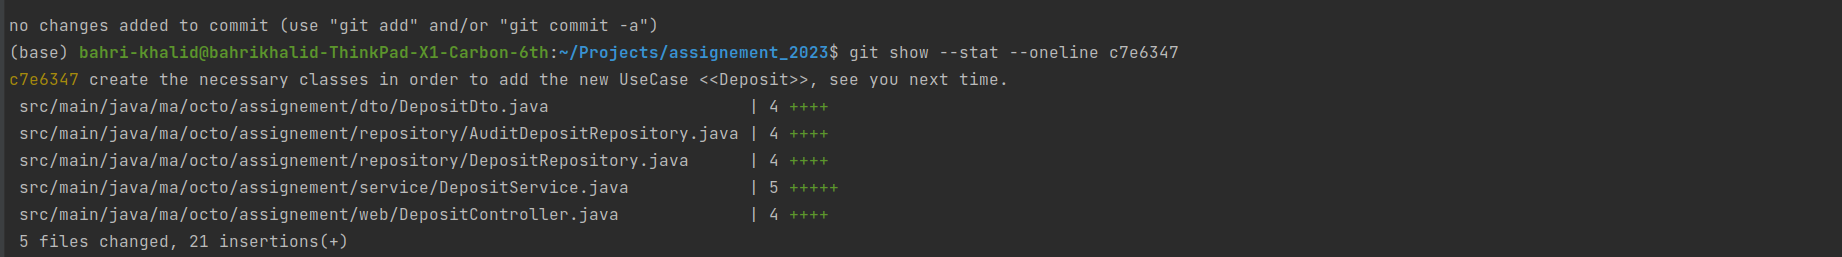 no changes added to commit (use "git add" and/or "git commit -a")
(base) bahri-khalid@bahrikhalid-ThinkPad-X1-Carbon-6th:~/Projects/assignement_2023$ git show --stat --oneline c7e6347
c7e6347 create the necessary classes in order to add the new UseCase <<Deposit>>, see you next time.
 src/main/java/ma/octo/assignement/dto/DepositDto.java                    | 4 ++++
 src/main/java/ma/octo/assignement/repository/AuditDepositRepository.java | 4 ++++
 src/main/java/ma/octo/assignement/repository/DepositRepository.java      | 4 ++++
 src/main/java/ma/octo/assignement/service/DepositService.java            | 5 +++++
 src/main/java/ma/octo/assignement/web/DepositController.java             | 4 ++++
 5 files changed, 21 insertions(+)